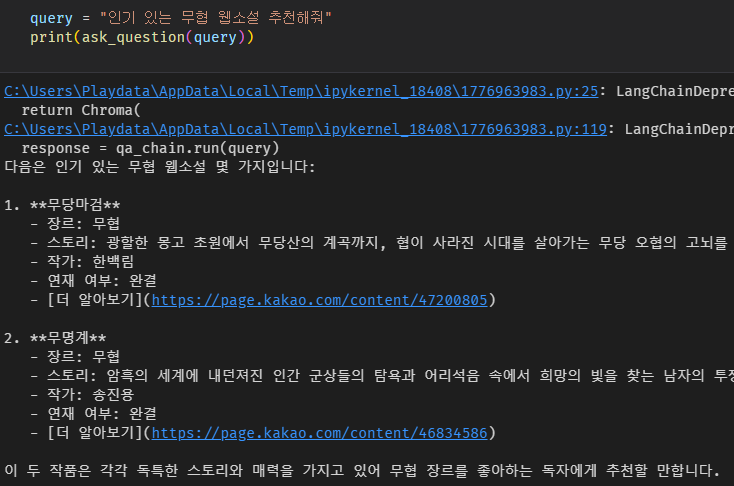 query = "인기 있는 무협 웹소설 추천해줘"
print(ask_question(query))
C:\Users\Playdata\AppData\Local\Temp\ipykernel_18408\1776963983.py:25: LangChainDepre
return Chroma(
C:\Users\Playdata\AppData\Local\Temp\ipykernel_18408\1776963983.py:119: LangChainDepr
response = qa_chain.run(query)
다음은 인기 있는 무협 웹소설 몇 가지입니다:
1. **무당마검**
- 장르: 무협
- 스토리: 광할한 몽고 초원에서 무당산의 계곡까지, 협이 사라진 시대를 살아가는 무당 오협의 고뇌를
- 작가: 한백림
- 연재 여부: 완결
- [더 알아보기](https://page.kakao.com/content/47200805)
2. **무명계**
- 장르: 무협
- 스토리: 암흑의 세계에 내던져진 인간 군상들의 탐욕과 어리석음 속에서 희망의 빛을 찾는 남자의 투쟁
- 작가: 송진용
- 연재 여부: 완결
- [더 알아보기](https://page.kakao.com/content/46834586)
이 두 작품은 각각 독특한 스토리와 매력을 가지고 있어 무협 장르를 좋아하는 독자에게 추천할 만합니다.